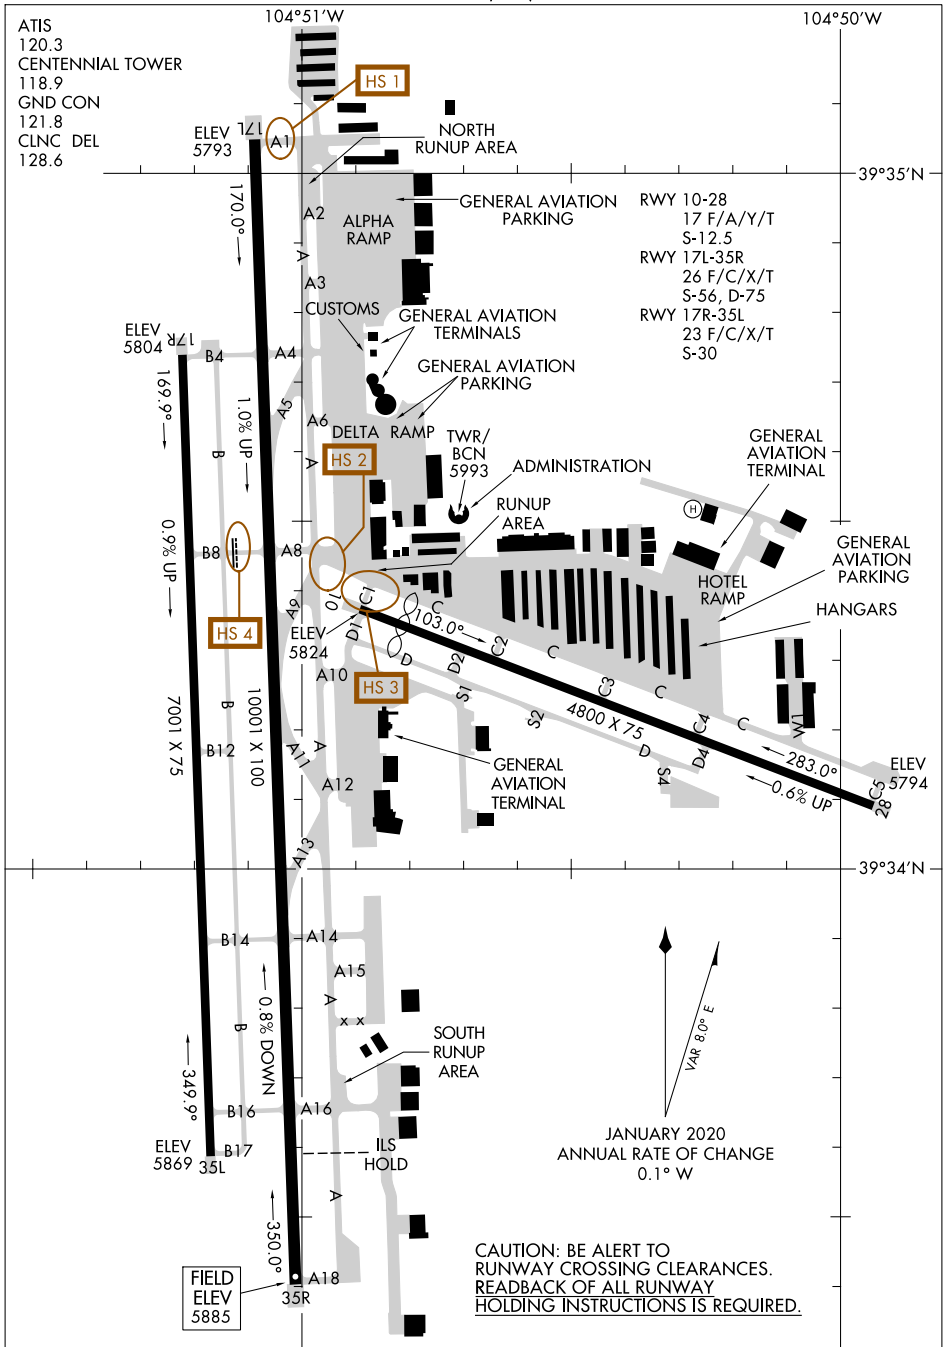 104°51'W
104°50'W
ATIS
120.3
CENTENNIAL TOWER
118.9
GND CON
121.8
CLNC DEL
128.6
HS 1
ELEV
5793
17L
A1
NORTH
RUNUP AREA
39°35'N
170.0°
A2
ALPHA
RAMP
GENERAL AVIATION
PARKING
RWY 10-28
17 F/A/Y/T
S-12.5
RWY 17L-35R
26 F/C/X/T
S-56, D-75
RWY 17R-35L
23 F/C/X/T
S-30
A
A3
CUSTOMS
GENERAL AVIATION
TERMINALS
ELEV
5804
17R
B4
A4
GENERAL AVIATION
PARKING
169.9°
1.0% UP
A5
A6
DELTA RAMP
TWR/
BCN
5993
GENERAL
AVIATION
TERMINAL
B
A
HS 2
ADMINISTRATION
RUNUP
AREA
H
0.9% UP
B8
A8
GENERAL
AVIATION
PARKING
HOTEL
RAMP
HANGARS
A9
10
C1
C
103.0°
HS 4
ELEV
5824
D1
D
D2
C2
C
HS 3
A10
S1
S2
C3
C
C4
C
W1
7001 X 75
10001 X 100
B
4800 X 75
D
D4
S4
283.0°
ELEV
5794
B12
A11
A
A12
GENERAL
AVIATION
TERMINAL
0.6% UP
C5
28
A13
39°34'N
B14
A14
A15
A
X X
B
0.8% DOWN
SOUTH
RUNUP
AREA
VAR 8.0° E
349.9°
B16
A16
JANUARY 2020
ANNUAL RATE OF CHANGE
0.1° W
ELEV
5869
35L
B17
ILS
HOLD
A
350.0°
CAUTION: BE ALERT TO
RUNWAY CROSSING CLEARANCES.
READBACK OF ALL RUNWAY
HOLDING INSTRUCTIONS IS REQUIRED.
FIELD
ELEV
5885
35R
A18